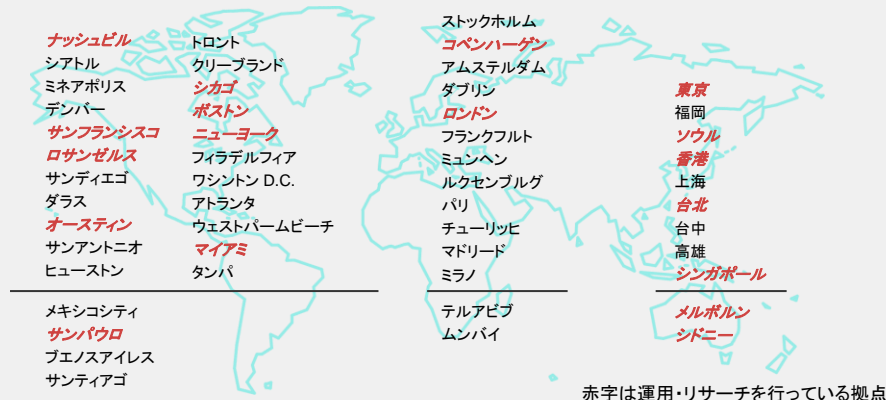 ナッシュビル
シアトル
ミネアポリス
デンバー
サンフランシスコ
ロサンゼルス
サンディエゴ
ダラス
オースティン
サンアントニオ
ヒューストン
トロント
クリーブランド
シカゴ
ボストン
ニューヨーク
フィラデルフィア
ワシントン D.C.
アトランタ
ウェストパームビーチ
マイアミ
タンパ
メキシコシティ
サンパウロ
ブエノスアイレス
サンティアゴ
ストックホルム
コペンハーゲン
アムステルダム
ダブリン
ロンドン
フランクフルト
ミュンヘン
ルクセンブルグ
パリ
チューリッヒ
マドリード
ミラノ
テルアビブ
ムンバイ
東京
福岡
ソウル
香港
上海
台北
台中
高雄
シンガポール
メルボルン
シドニー
赤字は運用・リサーチを行っている拠点